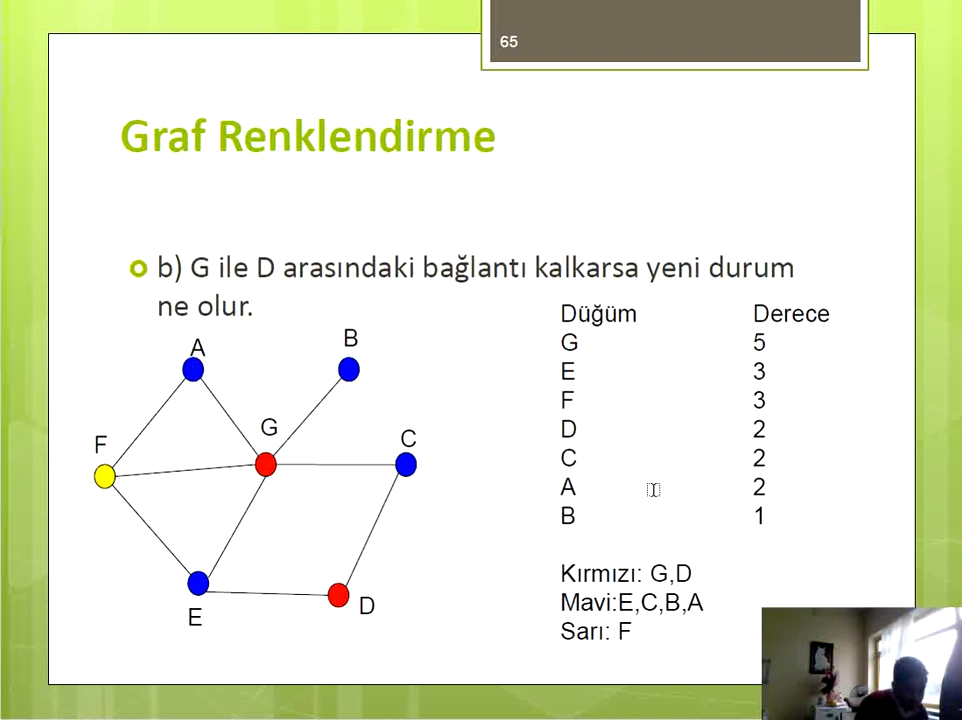 65
Graf Renklendirme
b) G ile D arasındaki bağlantı kalkarsa yeni durum
ne olur.
A
B
G
F
C
E
D
Düğüm Derece
G 5
E 3
F 3
D 2
C 2
A 2
B 1
Kırmızı: G,D
Mavi:E,C,B,A
Sarı: F